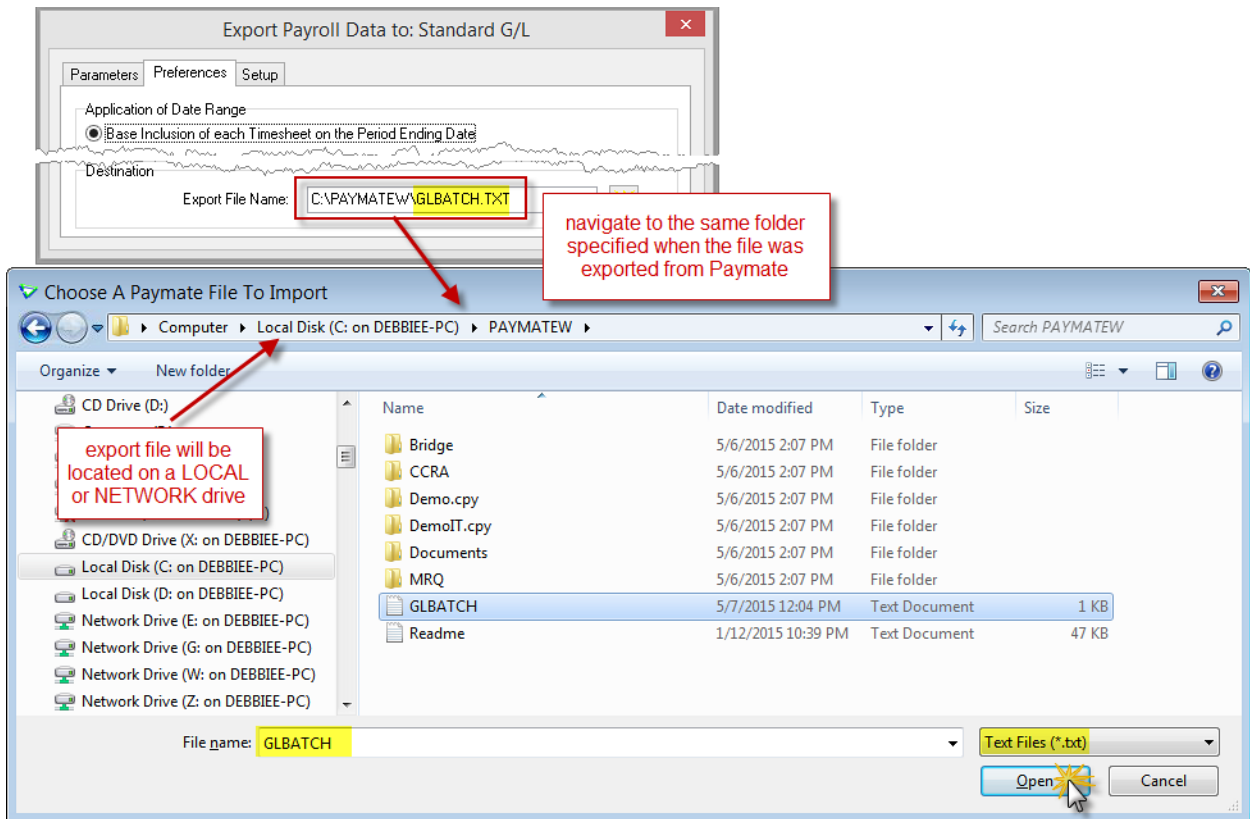 Export Payroll Data to: Standard G/L
Parameters Preferences Setup
Application of Date Range
Base Inclusion of each Timesheet on the Period Ending Date
Destination
Export File Name: C:\PAYMATEW\GLBATCH.TXT
navigate to the same folder
specified when the file was
exported from Paymate
Choose A Paymate File To Import
Computer Local Disk (C: on DEBBIEE-PC) PAYMATEW
Search PAYMATEW
Organize New folder
CD Drive (D:)
export file will be
located on a LOCAL
or NETWORK drive
CD/DVD Drive (X: on DEBBIEE-PC)
Local Disk (C: on DEBBIEE-PC)
Local Disk (D: on DEBBIEE-PC)
Network Drive (E: on DEBBIEE-PC)
Network Drive (G: on DEBBIEE-PC)
Network Drive (W: on DEBBIEE-PC)
Network Drive (Z: on DEBBIEE-PC)
Name Date modified Type Size
Bridge 5/6/2015 2:07 PM File folder
CCRA 5/6/2015 2:07 PM File folder
Demo.cpy 5/6/2015 2:07 PM File folder
DemoIT.cpy 5/6/2015 2:07 PM File folder
Documents 5/6/2015 2:07 PM File folder
MRQ 5/6/2015 2:07 PM File folder
GLBATCH 5/7/2015 12:04 PM Text Document 1 KB
Readme 1/12/2015 10:39 PM Text Document 47 KB
File name: GLBATCH Text Files (*.txt)
Open Cancel